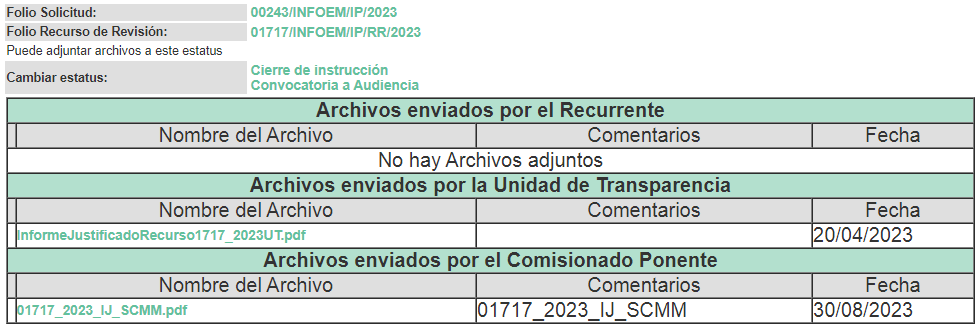 Folio Solicitud: 00243/INFOEM/IP/2023
Folio Recurso de Revisión: 01717/INFOEM/IP/RR/2023
Puede adjuntar archivos a este estatus
Cambiar estatus: Cierre de instrucción
Convocatoria a Audiencia
Archivos enviados por el Recurrente
Nombre del Archivo Comentarios Fecha
No hay Archivos adjuntos
Archivos enviados por la Unidad de Transparencia
Nombre del Archivo Comentarios Fecha
InformeJustificadoRecurso1717_2023UT.pdf 20/04/2023
Archivos enviados por el Comisionado Ponente
Nombre del Archivo Comentarios Fecha
01717_2023_IJ_SCMM.pdf 01717_2023_IJ_SCMM 30/08/2023